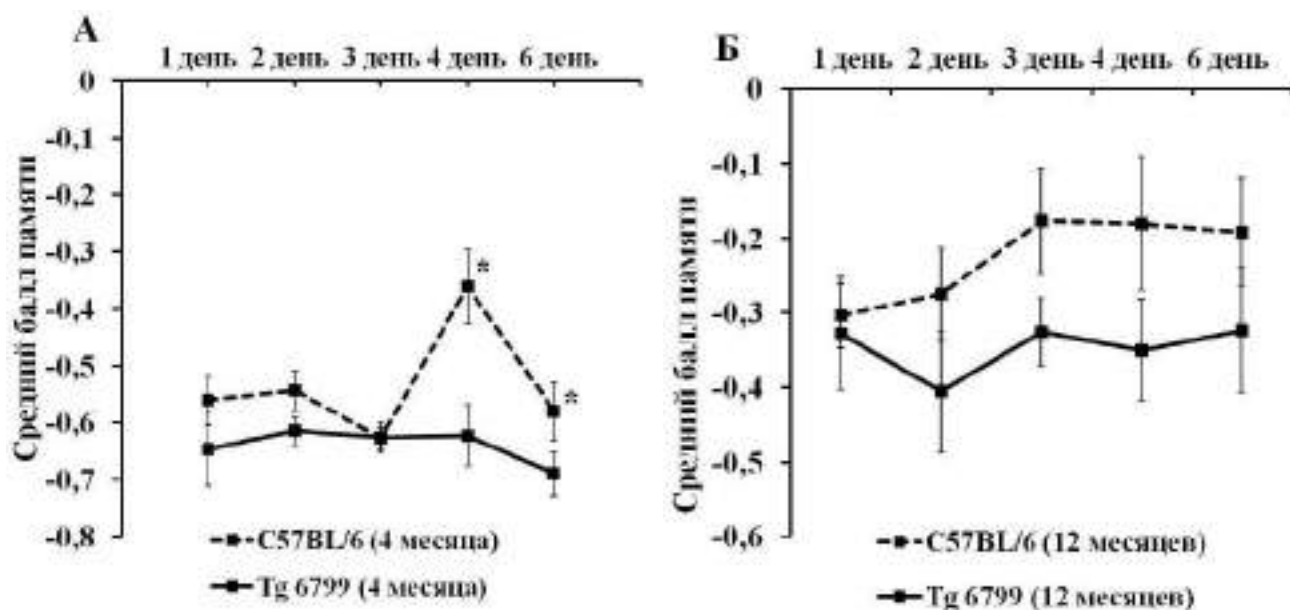 А
1 день 2 день 3 день 4 день 6 день
0
-0,1
-0,2
-0,3
-0,4
-0,5
-0,6
-0,7
-0,8
Средний балл памяти
*
*
C57BL/6 (4 месяца)
Tg 6799 (4 месяца)
Б
1 день 2 день 3 день 4 день 6 день
0
-0,1
-0,2
-0,3
-0,4
-0,5
-0,6
Средний балл памяти
C57BL/6 (12 месяцев)
Tg 6799 (12 месяцев)